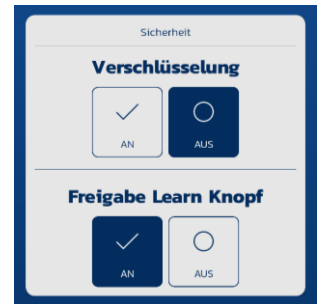 Sicherheit
Verschlüsselung
AN AUS
Freigabe Learn Knopf
AN AUS